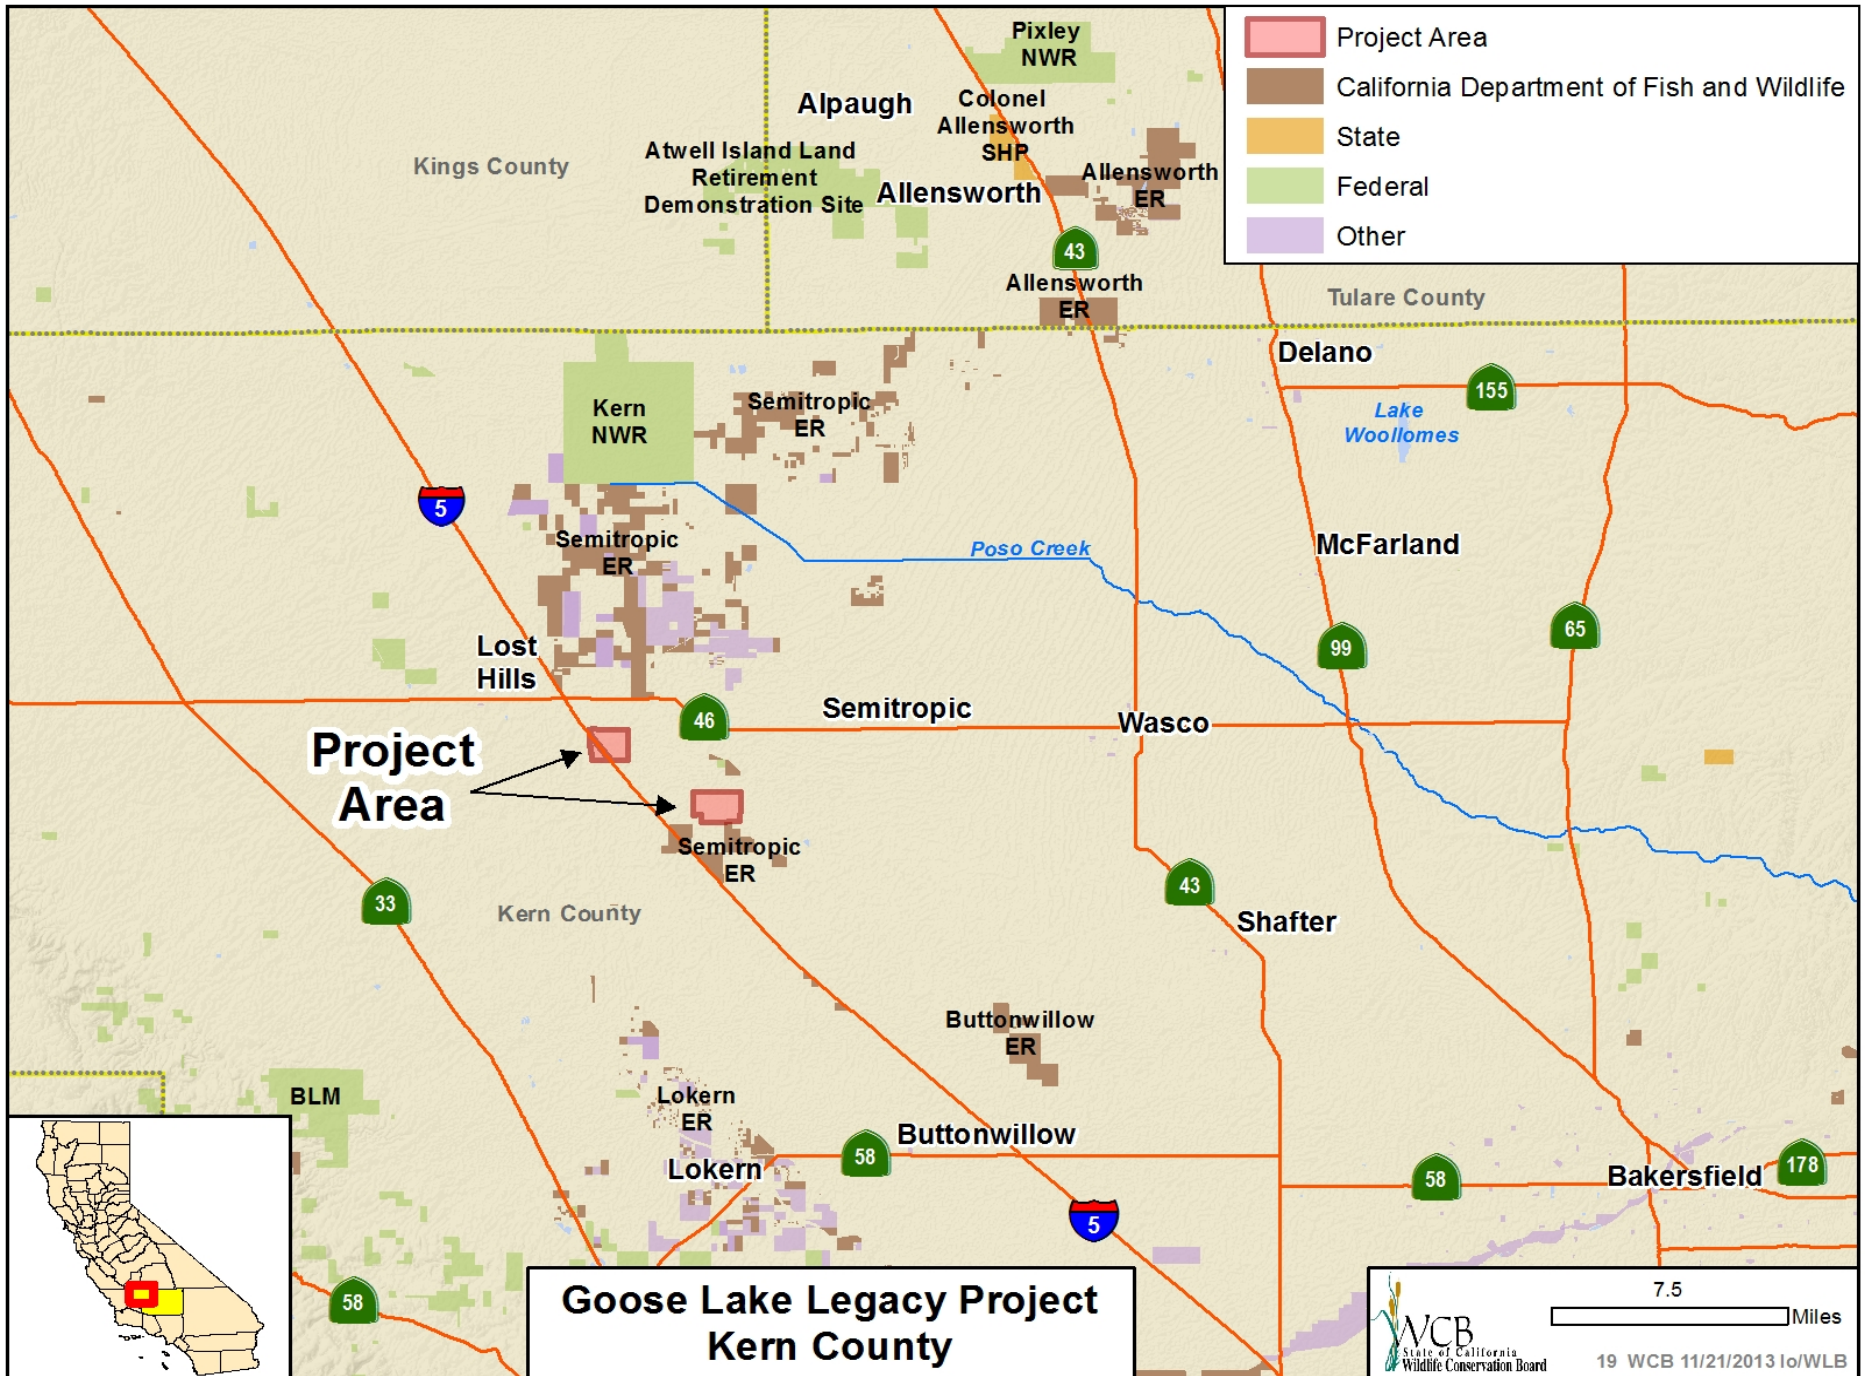 Pixley
NWR
Project Area
California Department of Fish and Wildlife
State
Federal
Other
Alpaugh
Colonel
Allensworth
SHP
Kings County
Atwell Island Land
Retirement
Demonstration Site
Allensworth
Allensworth
ER
43
Allensworth
ER
Tulare County
Delano
155
Lake
Woollomes
Kern
NWR
Semitropic
ER
5
Semitropic
ER
Poso Creek
McFarland
99
65
Lost
Hills
46
Semitropic
Wasco
Project
Area
Semitropic
ER
33
Kern County
43
Shafter
Buttonwillow
ER
BLM
Lokern
ER
Lokern
58
Buttonwillow
5
58
Bakersfield
178
58
Goose Lake Legacy Project
Kern County
WCB
State of California
Wildlife Conservation Board
7.5
Miles
19 WCB 11/21/2013 lo/WLB